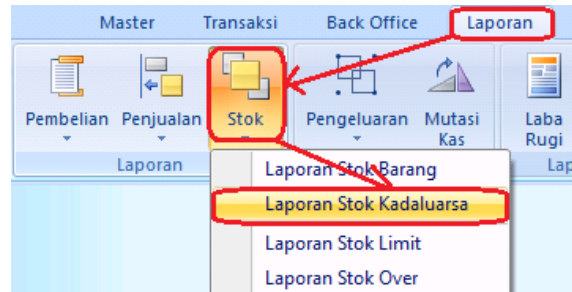 Master Transaksi Back Office Laporan
Pembelian Penjualan Stok Pengeluaran Mutasi Kas Laba Rugi
Laporan Lap
Laporan Stok Barang
Laporan Stok Kadaluarsa
Laporan Stok Limit
Laporan Stok Over